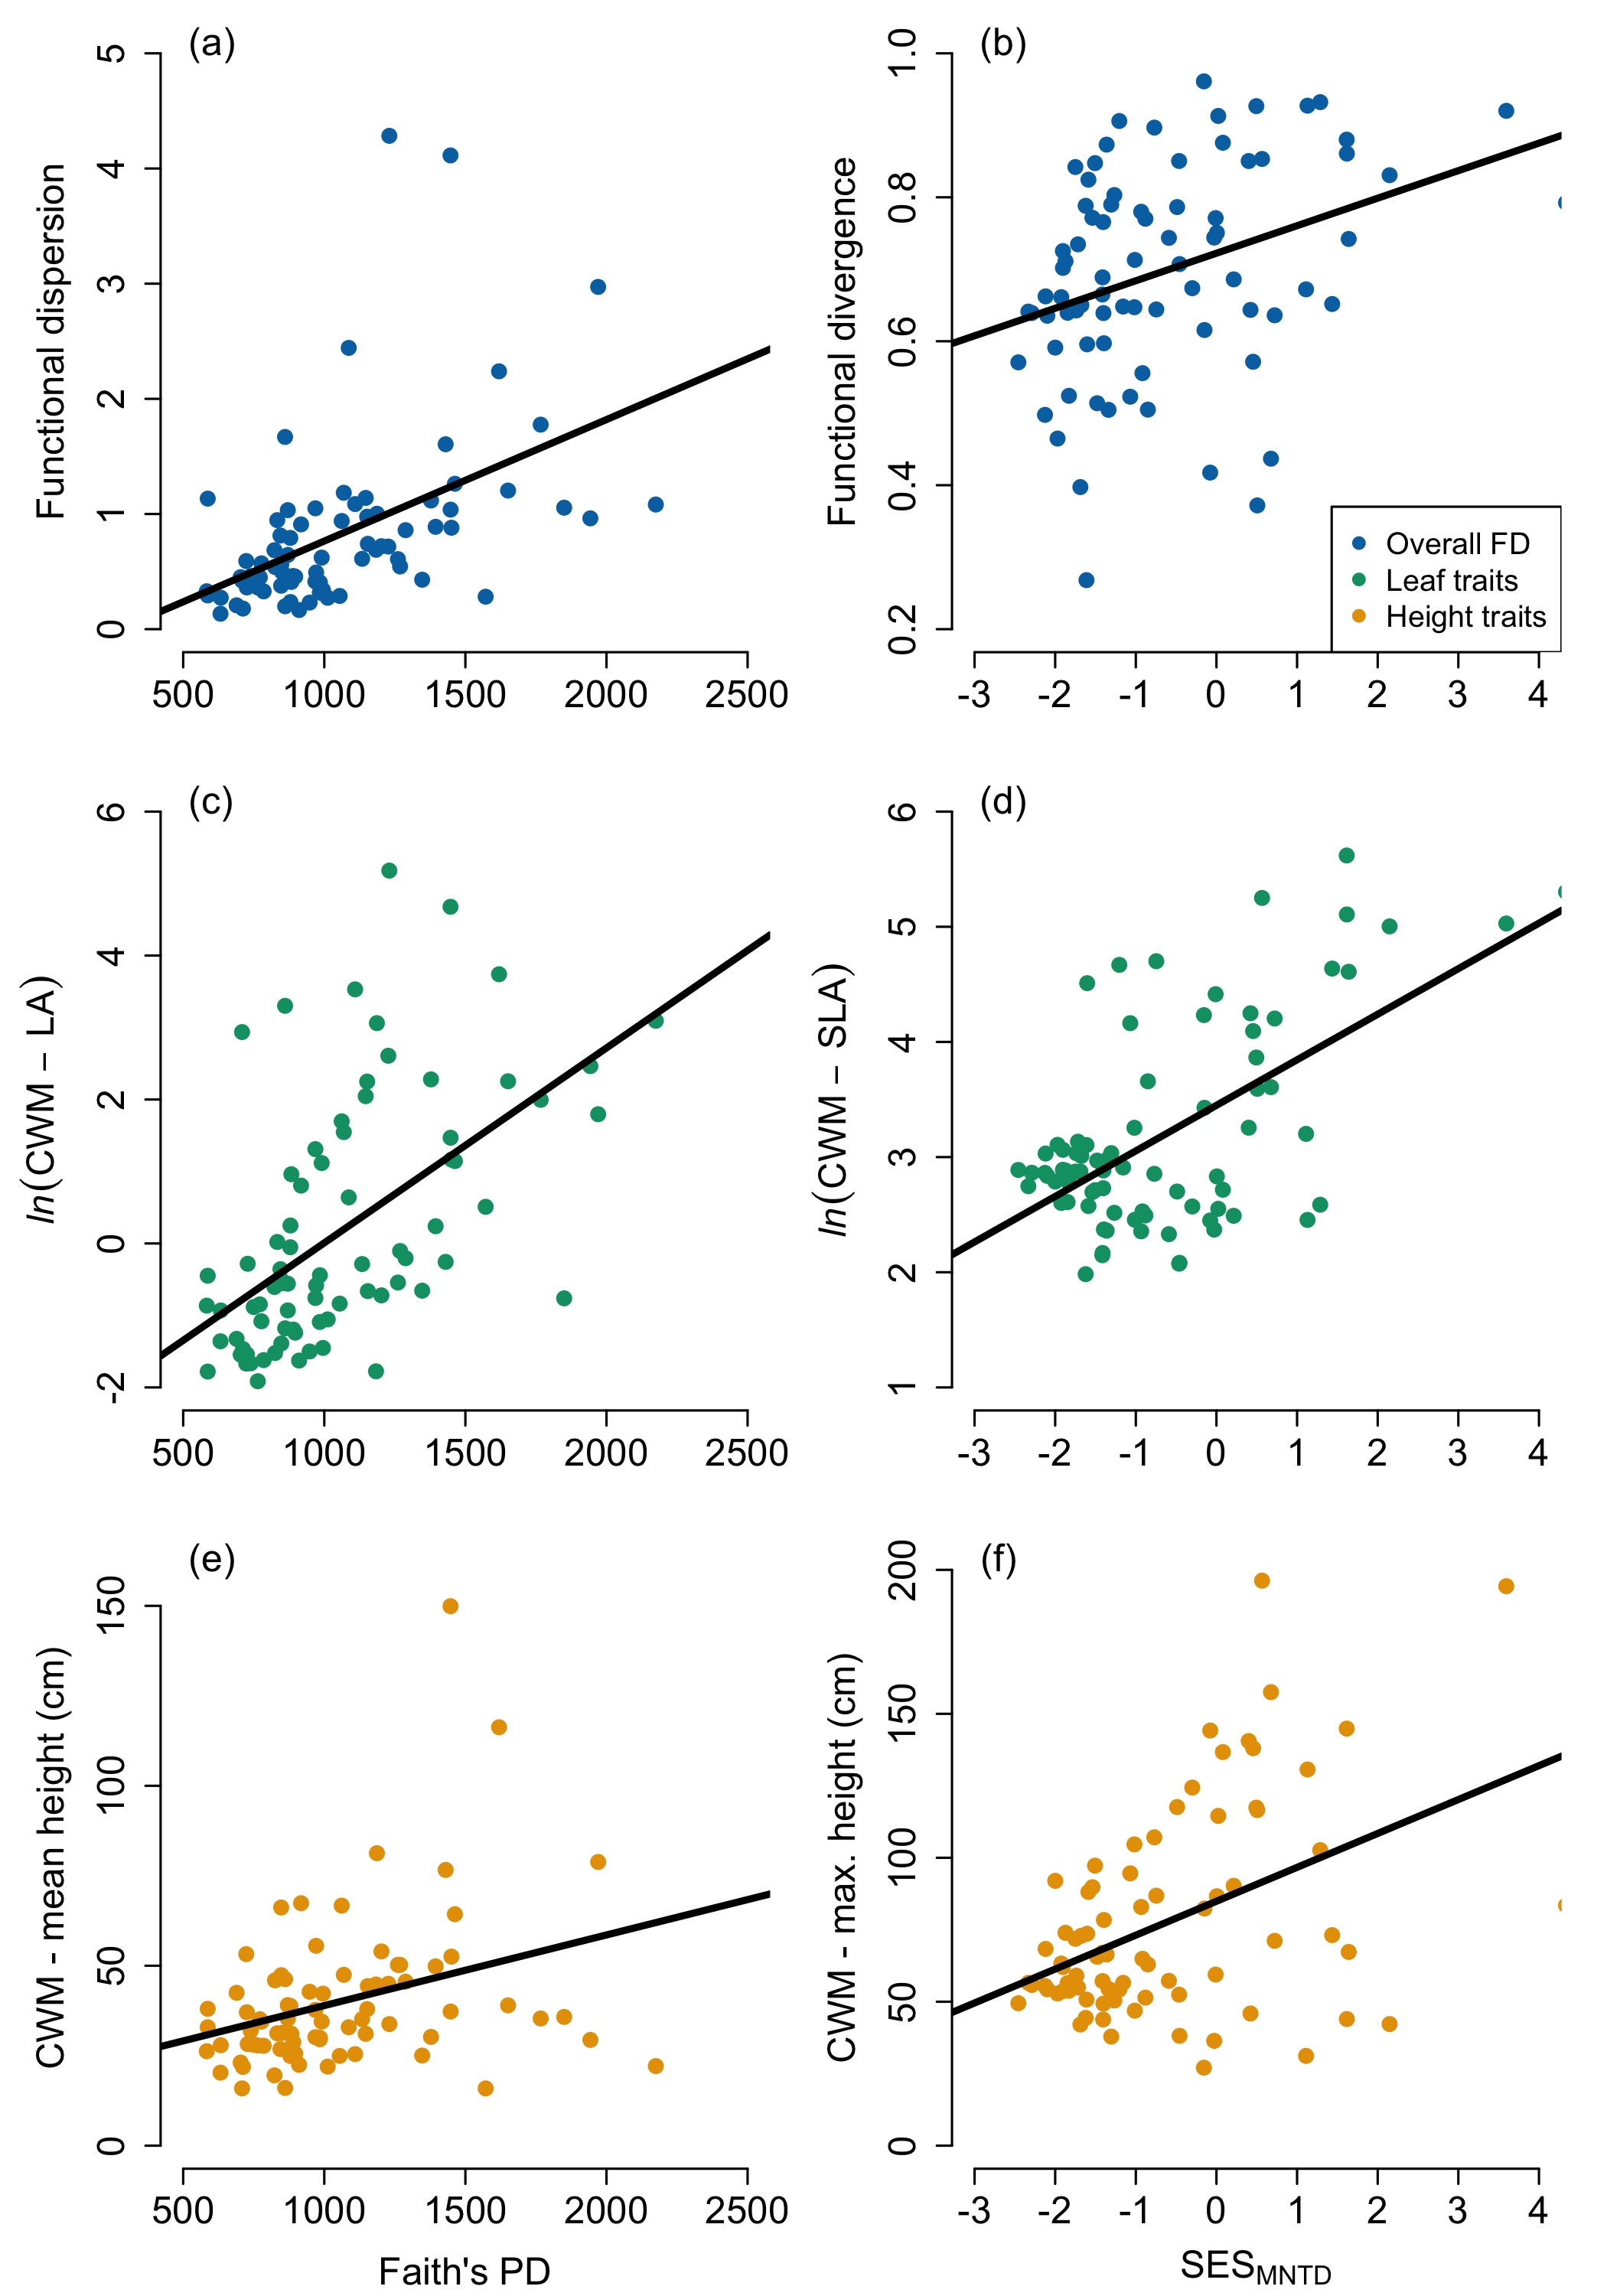 (a)
Functional dispersion
0 1 2 3 4 5
500 1000 1500 2000 2500
(b)
Functional divergence
0.2 0.4 0.6 0.8 1.0
Overall FD
Leaf traits
Height traits
-3 -2 -1 0 1 2 3 4
(c)
ln(CWM – LA)
-2 0 2 4 6
500 1000 1500 2000 2500
(d)
ln(CWM – SLA)
1 2 3 4 5 6
-3 -2 -1 0 1 2 3 4
(e)
CWM - mean height (cm)
0 50 100 150
500 1000 1500 2000 2500
Faith's PD
(f)
CWM - max. height (cm)
0 50 100 150 200
-3 -2 -1 0 1 2 3 4
SESMNTD